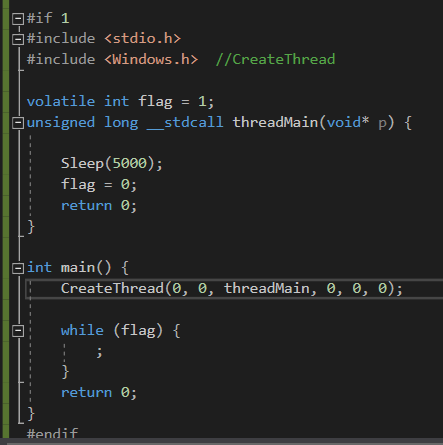 #if 1
#include <stdio.h>
#include <Windows.h>  //CreateThread
volatile int flag = 1;
unsigned long __stdcall threadMain(void* p) {
Sleep(5000);
flag = 0;
return 0;
}
int main() {
CreateThread(0, 0, threadMain, 0, 0, 0);
while (flag) {
;
}
return 0;
}
#endif